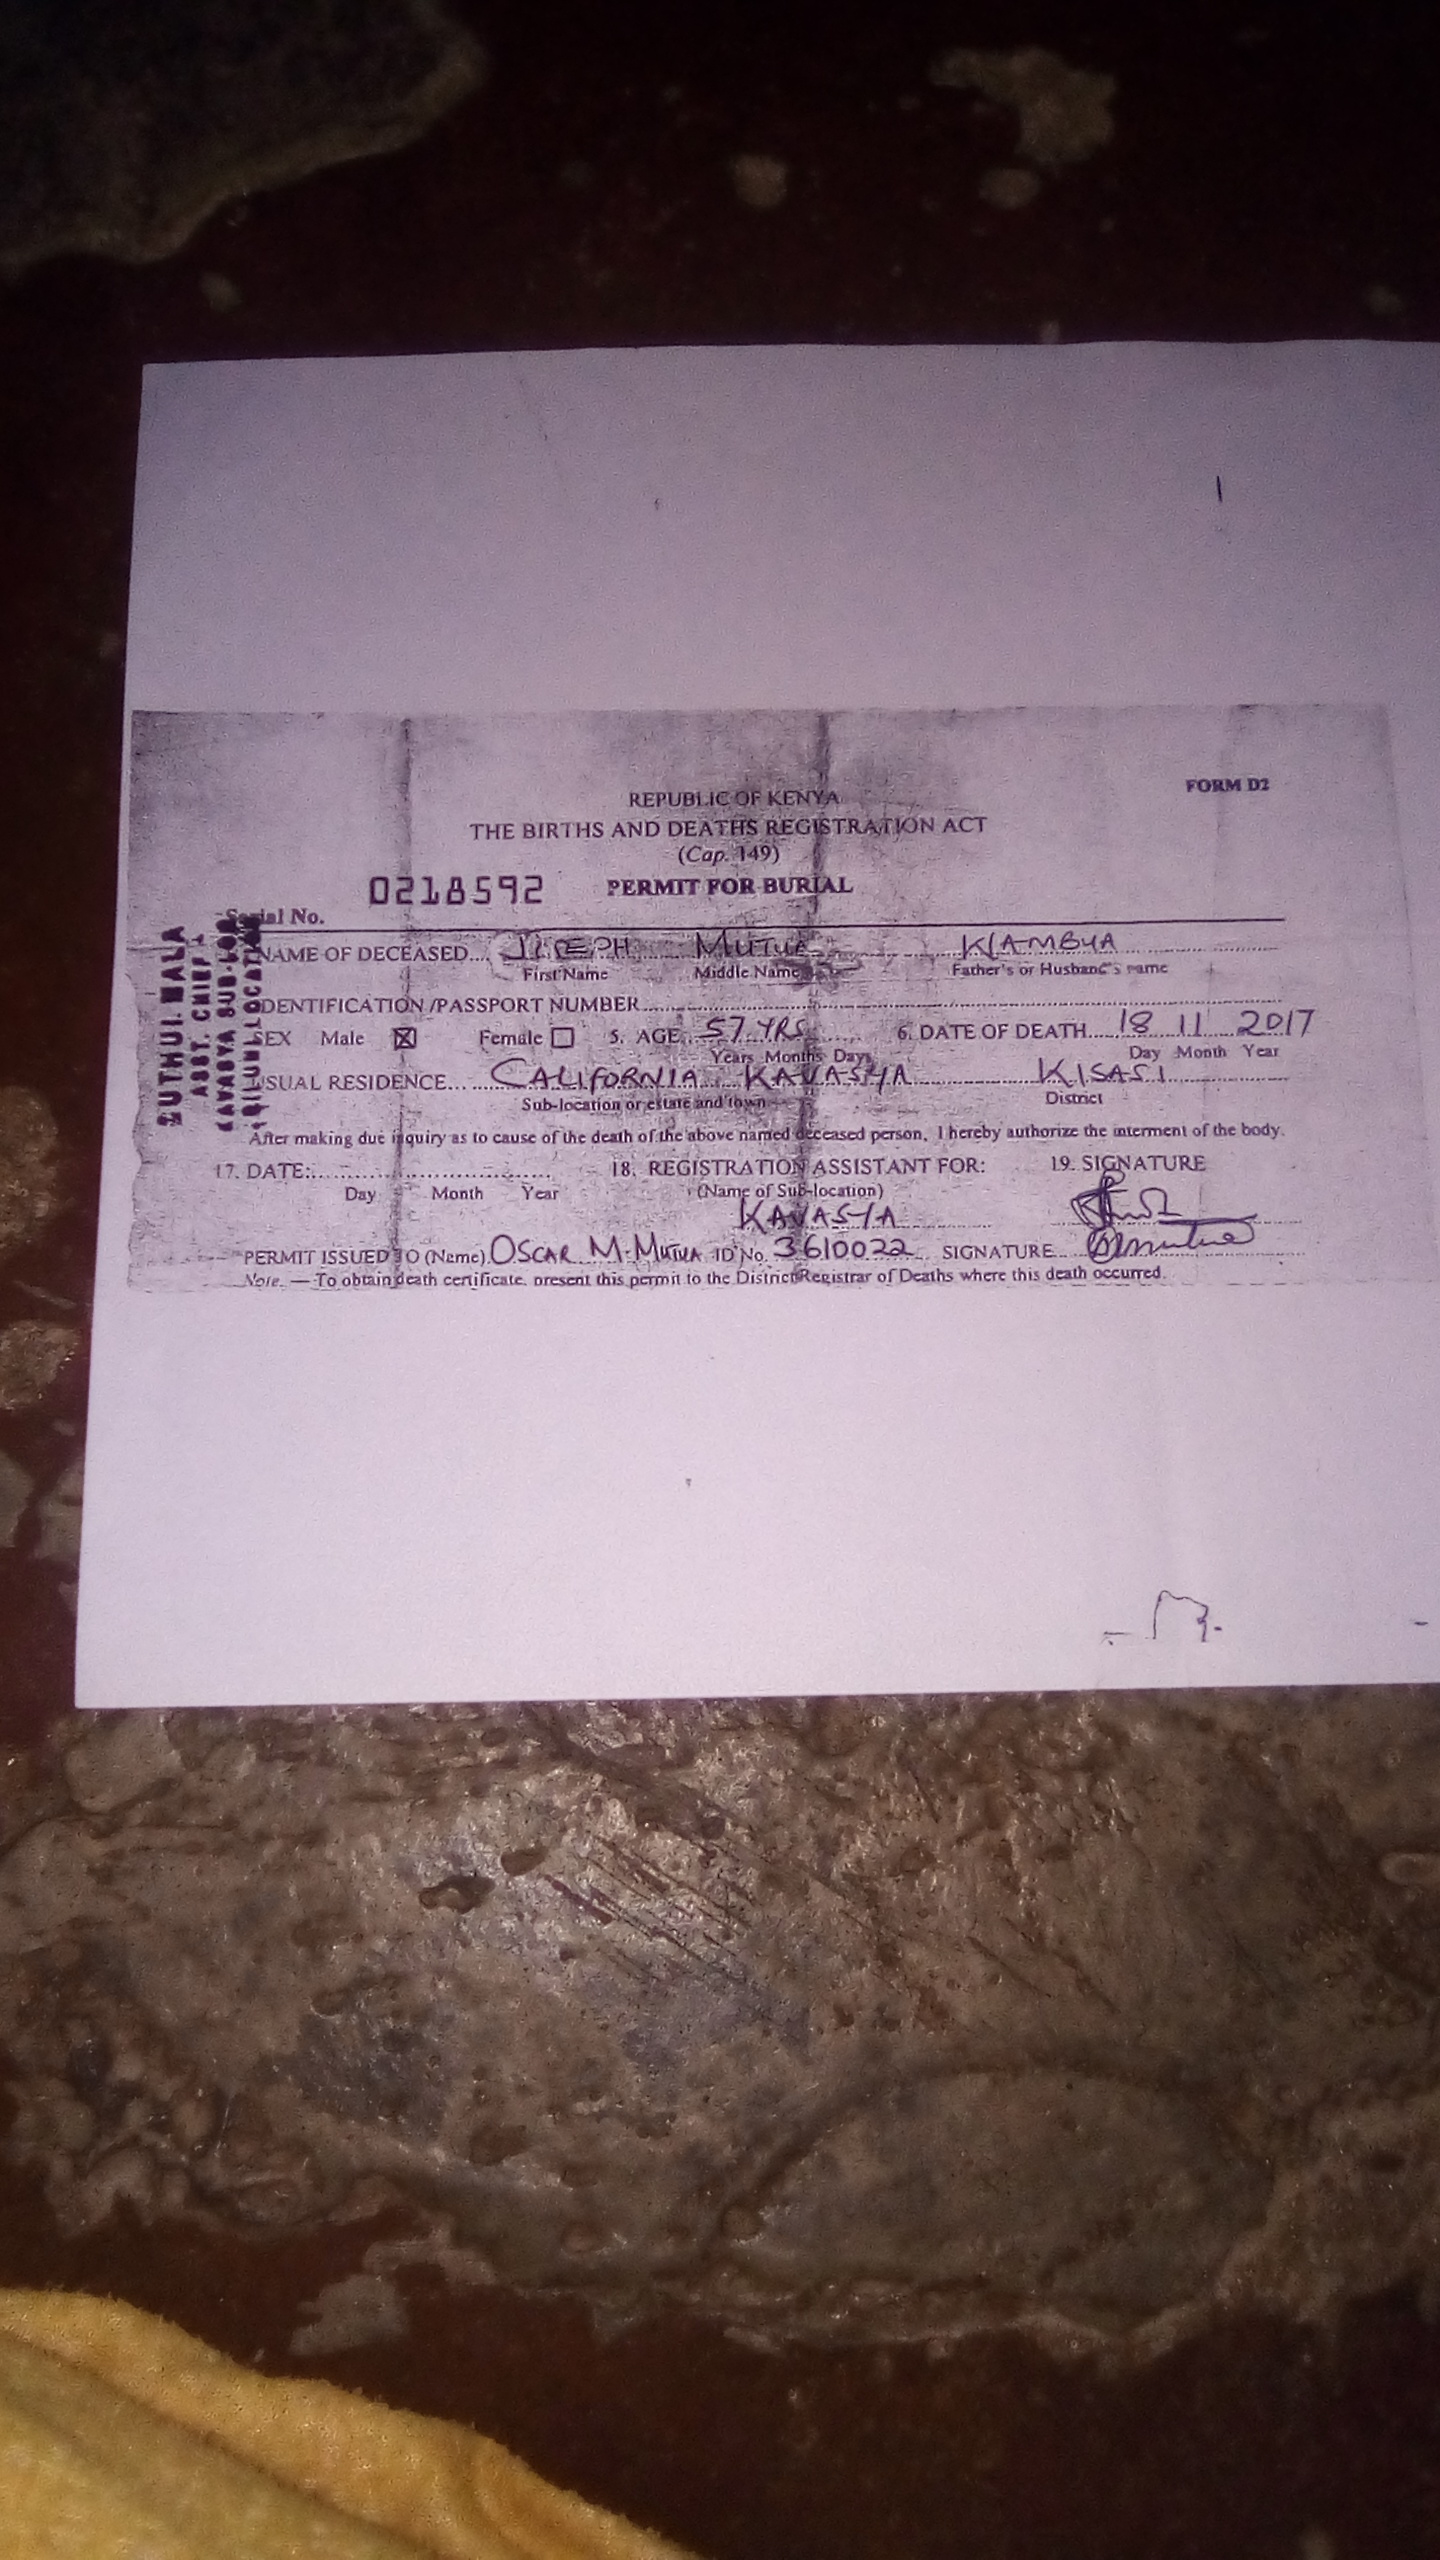 FORM D2
REPUBLIC OF KENYA
THE BIRTHS AND DEATHS REGISTRATION ACT
(Cap. 149)
0218592 PERMIT FOR BURIAL
Serial No.
NAME OF DECEASED JOSEPH MUTUA KIAMBYA
First Name Middle Name Father's or Husband's name
IDENTIFICATION /PASSPORT NUMBER
SEX Male ☒ Female ☐ 5. AGE 57 YRS 6. DATE OF DEATH 18 11 2017
Years Months Days Day Month Year
USUAL RESIDENCE CALIFORNIA KAVASYA KISASI
Sub-location or estate and town District
After making due inquiry as to cause of the death of the above named deceased person, I hereby authorize the interment of the body.
17. DATE: 18. REGISTRATION ASSISTANT FOR: 19. SIGNATURE
Day Month Year (Name of Sub-location)
KAVASYA
PERMIT ISSUED TO (Name) OSCAR M. MUTUA ID No. 3610022 SIGNATURE
Note. — To obtain death certificate, present this permit to the District Registrar of Deaths where this death occurred.
MALA
ASST. CHIEF
KAVASYA SUB-LOC
LOCATION